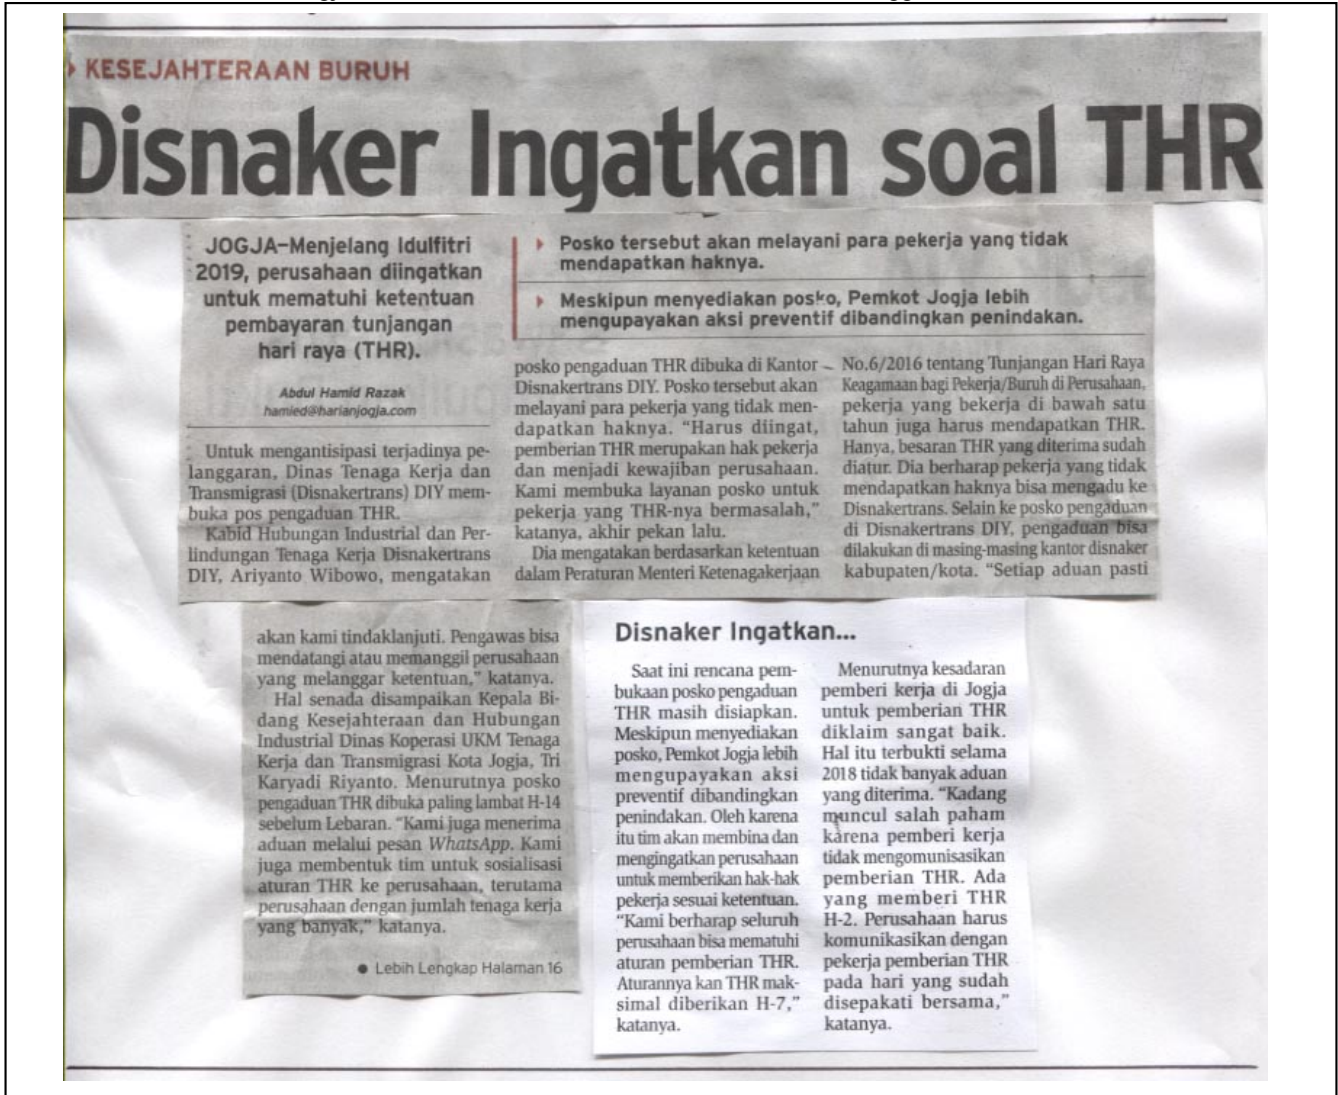 KESEJAHTERAAN BURUH
Disnaker Ingatkan soal THR
JOGJA—Menjelang Idulfitri
2019, perusahaan diingatkan
untuk mematuhi ketentuan
pembayaran tunjangan
hari raya (THR).
Abdul Hamid Razak
hamied@harianjogja.com
Posko tersebut akan melayani para pekerja yang tidak
mendapatkan haknya.
Meskipun menyediakan posko, Pemkot Jogja lebih
mengupayakan aksi preventif dibandingkan penindakan.
Untuk mengantisipasi terjadinya pe-
langgaran, Dinas Tenaga Kerja dan
Transmigrasi (Disnakertrans) DIY mem-
buka pos pengaduan THR.
Kabid Hubungan Industrial dan Per-
lindungan Tenaga Kerja Disnakertrans
DIY, Ariyanto Wibowo, mengatakan
posko pengaduan THR dibuka di Kantor
Disnakertrans DIY. Posko tersebut akan
melayani para pekerja yang tidak men-
dapatkan haknya. “Harus diingat,
pemberian THR merupakan hak pekerja
dan menjadi kewajiban perusahaan.
Kami membuka layanan posko untuk
pekerja yang THR-nya bermasalah,”
katanya, akhir pekan lalu.
Dia mengatakan berdasarkan ketentuan
dalam Peraturan Menteri Ketenagakerjaan
No.6/2016 tentang Tunjangan Hari Raya
Keagamaan bagi Pekerja/Buruh di Perusahaan,
pekerja yang bekerja di bawah satu
tahun juga harus mendapatkan THR.
Hanya, besaran THR yang diterima sudah
diatur. Dia berharap pekerja yang tidak
mendapatkan haknya bisa mengadu ke
Disnakertrans. Selain ke posko pengaduan
di Disnakertrans DIY, pengaduan bisa
dilakukan di masing-masing kantor disnaker
kabupaten/kota. “Setiap aduan pasti
akan kami tindaklanjuti. Pengawas bisa
mendatangi atau memanggil perusahaan
yang melanggar ketentuan,” katanya.
Hal senada disampaikan Kepala Bi-
dang Kesejahteraan dan Hubungan
Industrial Dinas Koperasi UKM Tenaga
Kerja dan Transmigrasi Kota Jogja, Tri
Karyadi Riyanto. Menurutnya posko
pengaduan THR dibuka paling lambat H-14
sebelum Lebaran. “Kami juga menerima
aduan melalui pesan WhatsApp. Kami
juga membentuk tim untuk sosialisasi
aturan THR ke perusahaan, terutama
perusahaan dengan jumlah tenaga kerja
yang banyak,” katanya.
● Lebih Lengkap Halaman 16
Disnaker Ingatkan...
Saat ini rencana pem-
bukaan posko pengaduan
THR masih disiapkan.
Meskipun menyediakan
posko, Pemkot Jogja lebih
mengupayakan aksi
preventif dibandingkan
penindakan. Oleh karena
itu tim akan membina dan
mengingatkan perusahaan
untuk memberikan hak-hak
pekerja sesuai ketentuan.
“Kami berharap seluruh
perusahaan bisa mematuhi
aturan pemberian THR.
Aturannya kan THR mak-
simal diberikan H-7,”
katanya.
Menurutnya kesadaran
pemberi kerja di Jogja
untuk pemberian THR
diklaim sangat baik.
Hal itu terbukti selama
2018 tidak banyak aduan
yang diterima. “Kadang
muncul salah paham
karena pemberi kerja
tidak mengomunisasikan
pemberian THR. Ada
yang memberi THR
H-2. Perusahaan harus
komunikasikan dengan
pekerja pemberian THR
pada hari yang sudah
disepakati bersama,”
katanya.